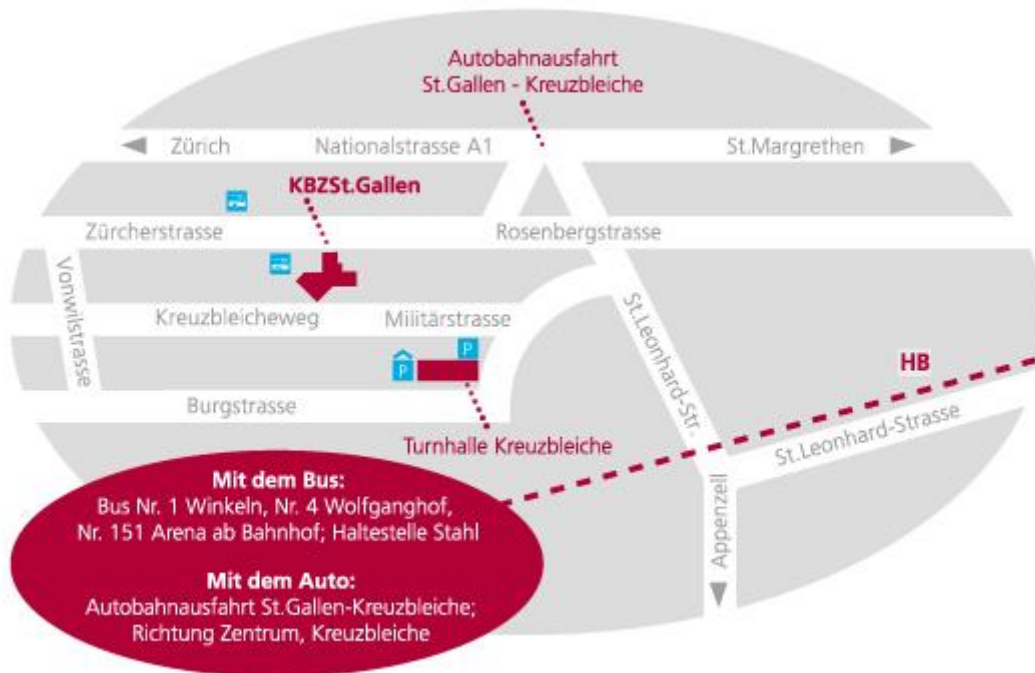 Autobahnausfahrt
St.Gallen - Kreuzbleiche
Zürich
Nationalstrasse A1
St.Margrethen
KBZSt.Gallen
Zürcherstrasse
Rosenbergstrasse
Vonwilstrasse
Kreuzbleicheweg
Militärstrasse
St.Leonhard-Str.
P
P
HB
Burgstrasse
Turnhalle Kreuzbleiche
St.Leonhard-Strasse
Appenzell
Mit dem Bus:
Bus Nr. 1 Winkeln, Nr. 4 Wolfganghof,
Nr. 151 Arena ab Bahnhof; Haltestelle Stahl
Mit dem Auto:
Autobahnausfahrt St.Gallen-Kreuzbleiche;
Richtung Zentrum, Kreuzbleiche